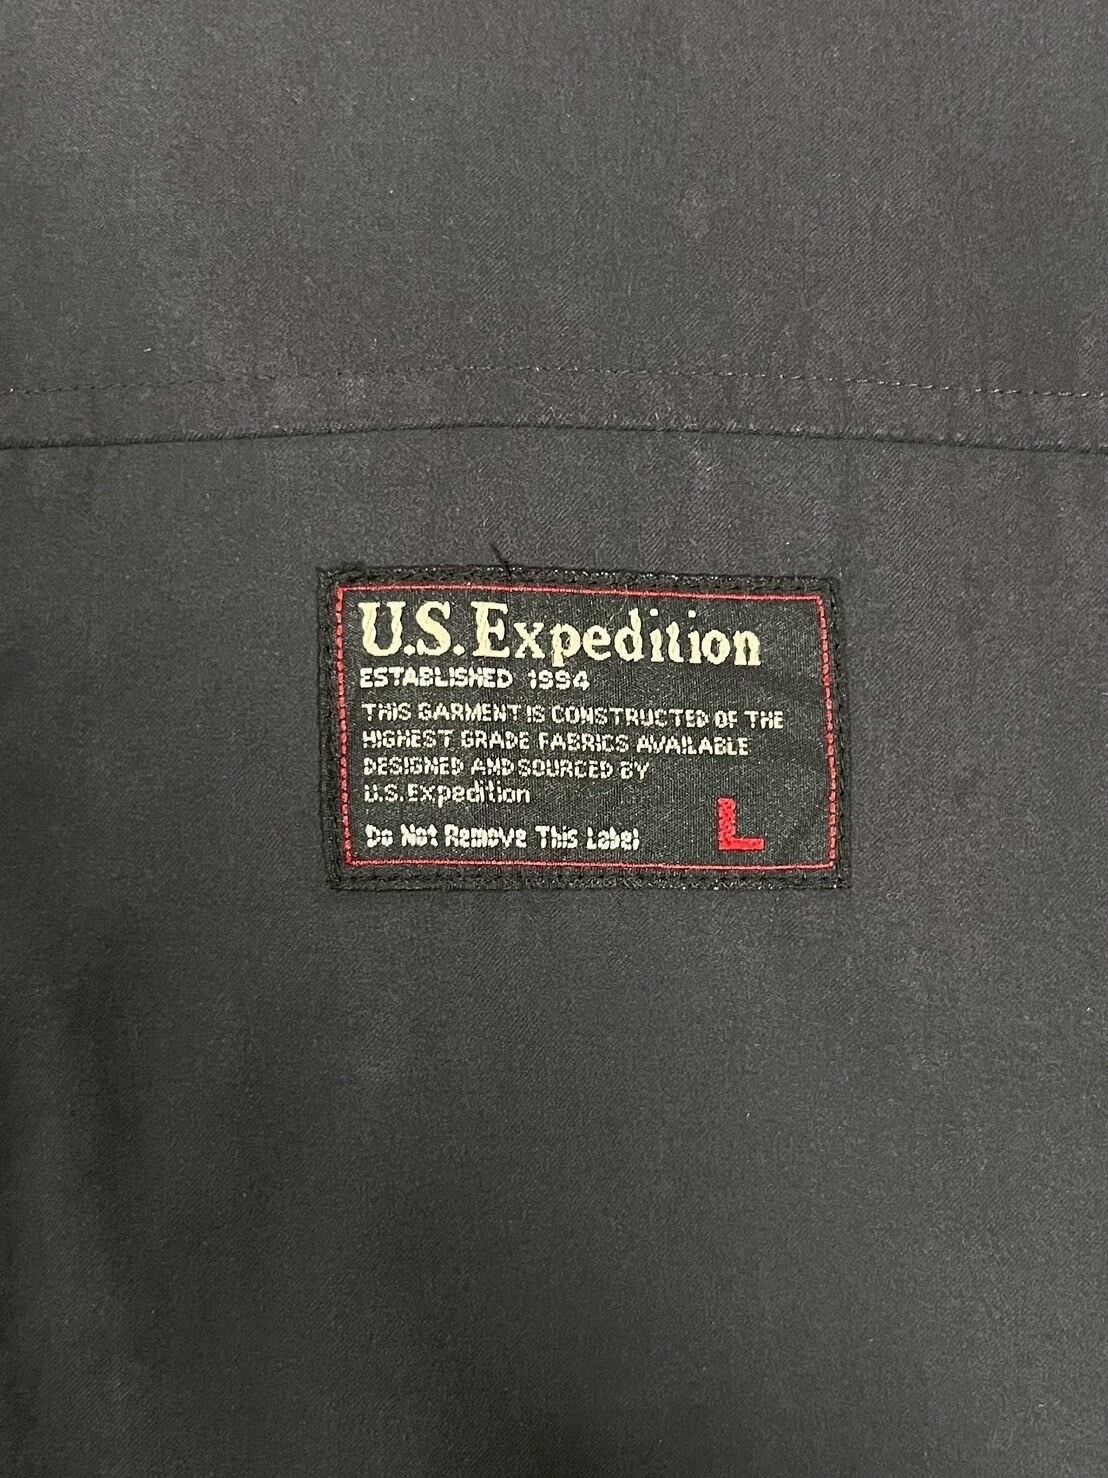 U.S. Expedition
ESTABLISHED 1994
THIS GARMENT IS CONSTRUCTED OF THE
HIGHEST GRADE FABRICS AVAILABLE
DESIGNED AND SOURCED BY
U.S.Expedition
Do Not Remove This Label
L